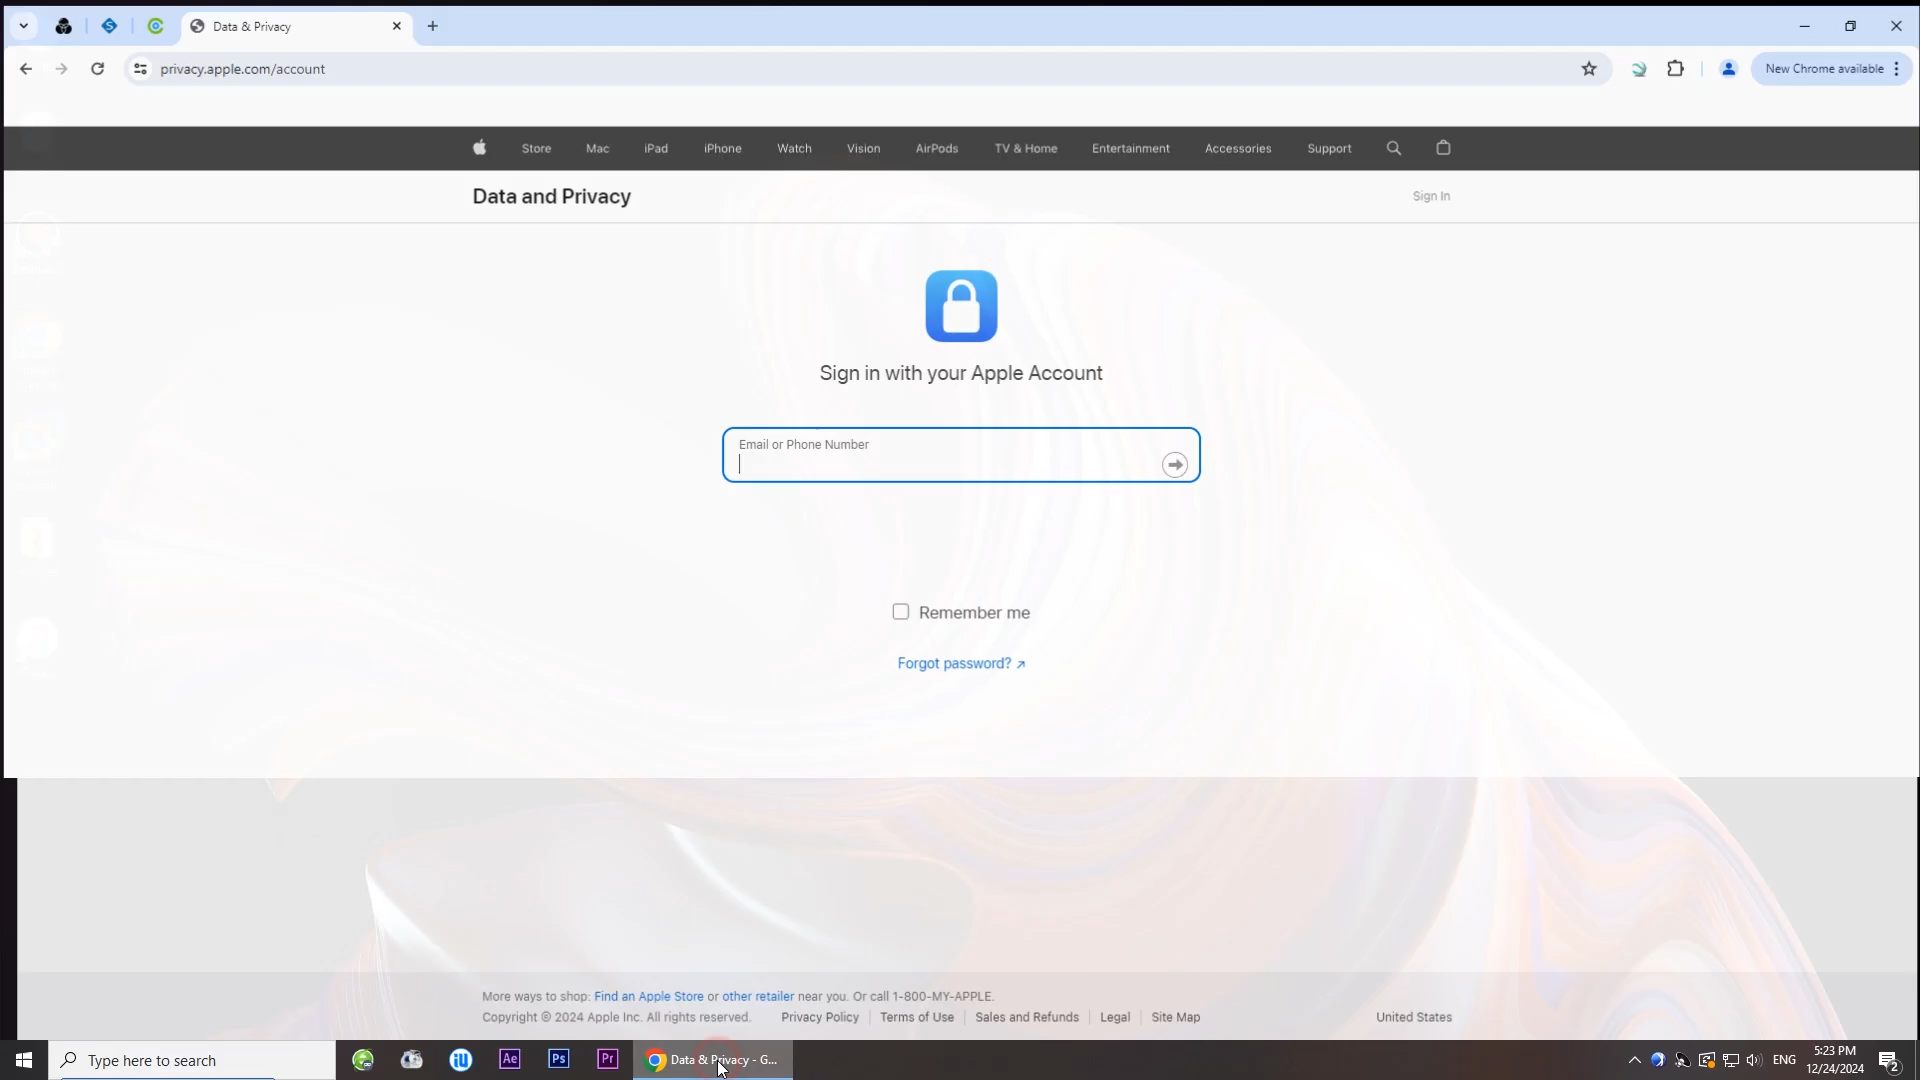 Data & Privacy
privacy.apple.com/account
New Chrome available
Store Mac iPad iPhone Watch Vision AirPods TV & Home Entertainment Accessories Support
Data and Privacy
Sign In
Sign in with your Apple Account
Email or Phone Number
Remember me
Forgot password?
More ways to shop: Find an Apple Store or other retailer near you. Or call 1-800-MY-APPLE.
Copyright © 2024 Apple Inc. All rights reserved. Privacy Policy Terms of Use Sales and Refunds Legal Site Map United States
Type here to search
Ae
Ps
Pr
Data & Privacy - G...
ENG
5:23 PM
12/24/2024
2